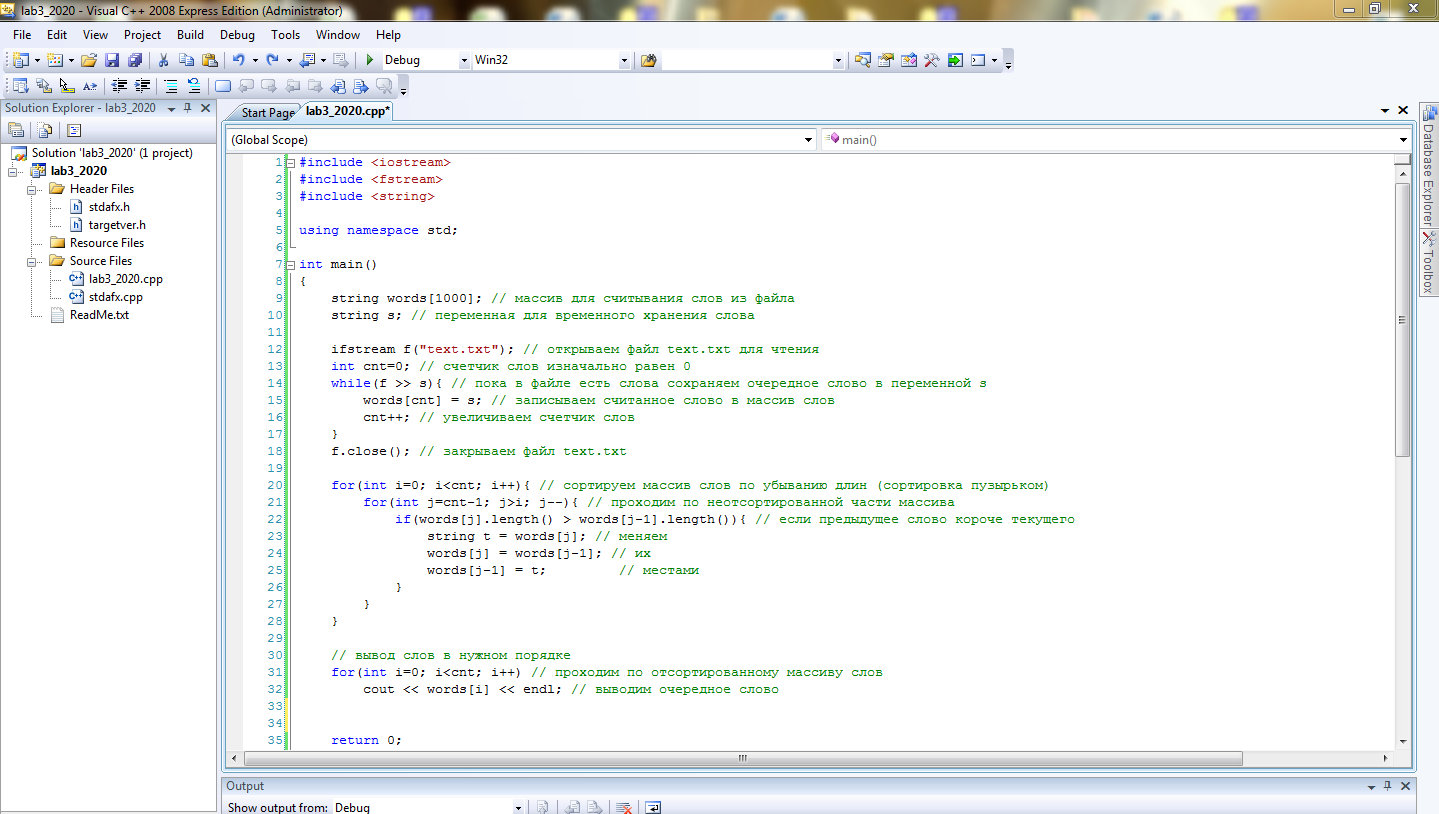 lab3_2020 - Visual C++ 2008 Express Edition (Administrator)
File Edit View Project Build Debug Tools Window Help
Debug Win32
Solution Explorer - lab3_2020
Solution 'lab3_2020' (1 project)
lab3_2020
Header Files
stdafx.h
targetver.h
Resource Files
Source Files
lab3_2020.cpp
stdafx.cpp
ReadMe.txt
Start Page lab3_2020.cpp*
(Global Scope) main()
1 #include <iostream>
2 #include <fstream>
3 #include <string>
4
5 using namespace std;
6
7 int main()
8 {
9 string words[1000]; // массив для считывания слов из файла
10 string s; // переменная для временного хранения слова
11
12 ifstream f("text.txt"); // открываем файл text.txt для чтения
13 int cnt=0; // счетчик слов изначально равен 0
14 while(f >> s){ // пока в файле есть слова сохраняем очередное слово в переменной s
15 words[cnt] = s; // записываем считанное слово в массив слов
16 cnt++; // увеличиваем счетчик слов
17 }
18 f.close(); // закрываем файл text.txt
19
20 for(int i=0; i<cnt; i++){ // сортируем массив слов по убыванию длин (сортировка пузырьком)
21 for(int j=cnt-1; j>i; j--){ // проходим по неотсортированной части массива
22 if(words[j].length() > words[j-1].length()){ // если предыдущее слово короче текущего
23 string t = words[j]; // меняем
24 words[j] = words[j-1]; // их
25 words[j-1] = t; // местами
26 }
27 }
28 }
29
30 // вывод слов в нужном порядке
31 for(int i=0; i<cnt; i++) // проходим по отсортированному массиву слов
32 cout << words[i] << endl; // выводим очередное слово
33
34
35 return 0;
Output
Show output from: Debug
Database Explorer
Toolbox